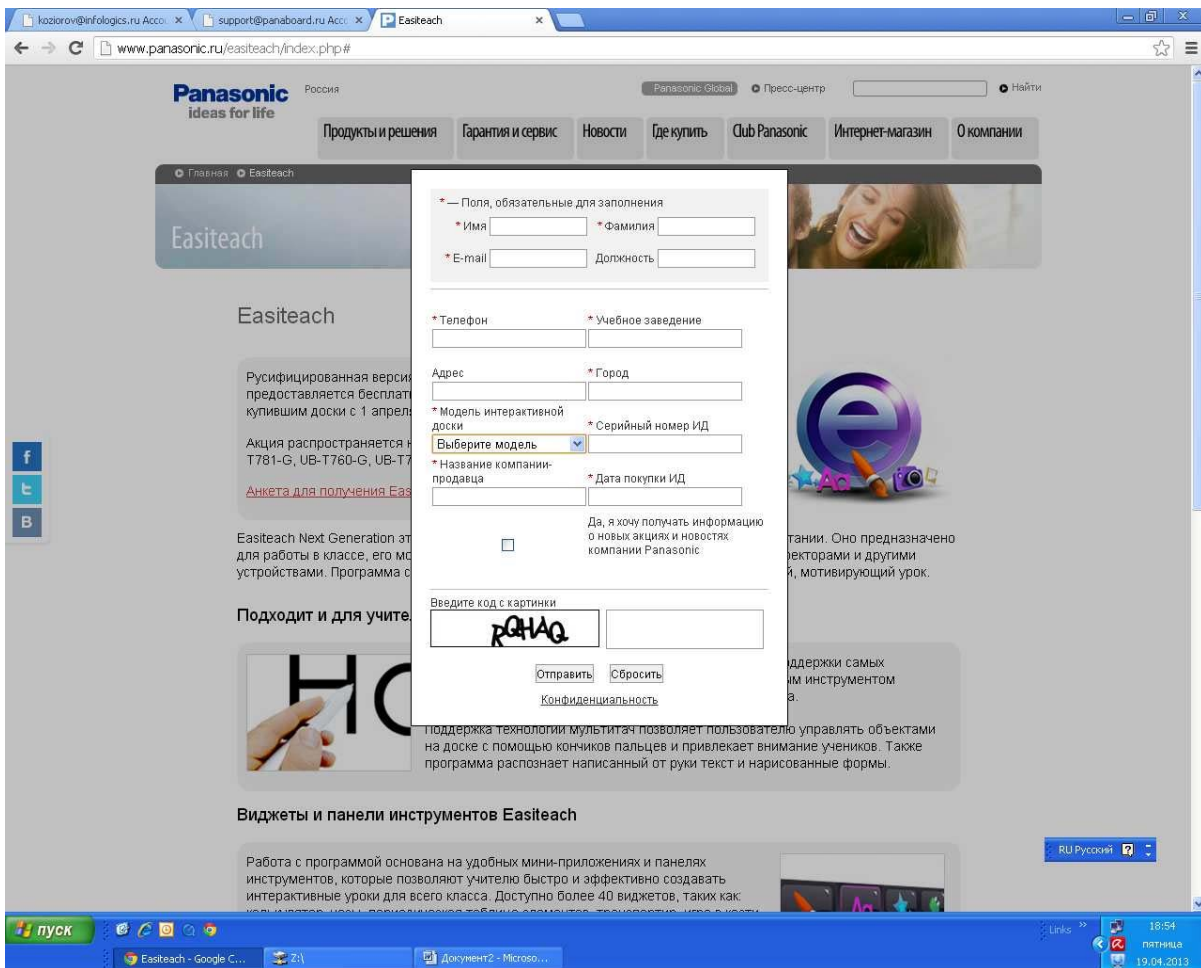 koziorov@infologics.ru Accou
support@panaboard.ru Acco
Easiteach
www.panasonic.ru/easiteach/index.php#
Panasonic
ideas for life
Россия
Panasonic Global
Пресс-центр
Найти
Продукты и решения
Гарантия и сервис
Новости
Где купить
Club Panasonic
Интернет-магазин
О компании
Главная Easiteach
Easiteach
* — Поля, обязательные для заполнения
* Имя * Фамилия
* E-mail Должность
* Телефон * Учебное заведение
Адрес * Город
* Модель интерактивной
доски
* Серийный номер ИД
Выберите модель
* Название компании-
продавца
* Дата покупки ИД
Да, я хочу получать информацию
о новых акциях и новостях
компании Panasonic
Введите код с картинки
RQHAQ
Отправить Сбросить
Конфиденциальность
Easiteach
Русифицированная верси
предоставляется бесплат
купившим доски с 1 апрел
Акция распространяется
T781-G, UB-T760-G, UB-T7
Анкета для получения Eas
Easiteach Next Generation эт
для работы в классе, его мо
устройствами. Программа с
тании. Оно предназначено
екторами и другими
й, мотивирующий урок.
Подходит и для учите
оддержки самых
ым инструментом
а.
Поддержка технологии мультитач позволяет пользователю управлять объектами
на доске с помощью кончиков пальцев и привлекает внимание учеников. Также
программа распознает написанный от руки текст и нарисованные формы.
Виджеты и панели инструментов Easiteach
Работа с программой основана на удобных мини-приложениях и панелях
инструментов, которые позволяют учителю быстро и эффективно создавать
интерактивные уроки для всего класса. Доступно более 40 виджетов, таких как:
RU Русский
пуск
Links
18:54
пятница
19.04.2013
Easiteach - Google C...
Z:\
Документ2 - Microso...